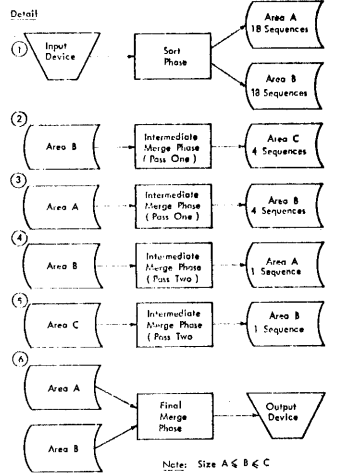 Detail
Area A
18 Sequences
1
Input
Device
Sort
Phase
Area B
18 Sequences
2
Area B
Intermediate
Merge Phase
( Pass One )
Area C
4 Sequences
3
Area A
Intermediate
Merge Phase
( Pass One )
Area B
4 Sequences
4
Area B
Intermediate
Merge Phase
( Pass Two )
Area A
1 Sequence
5
Area C
Intermediate
Merge Phase
( Pass Two
Area B
1 Sequence
6
Area A
Final
Merge
Phase
Output
Device
Area B
Note: Size A ⩽ B ⩽ C